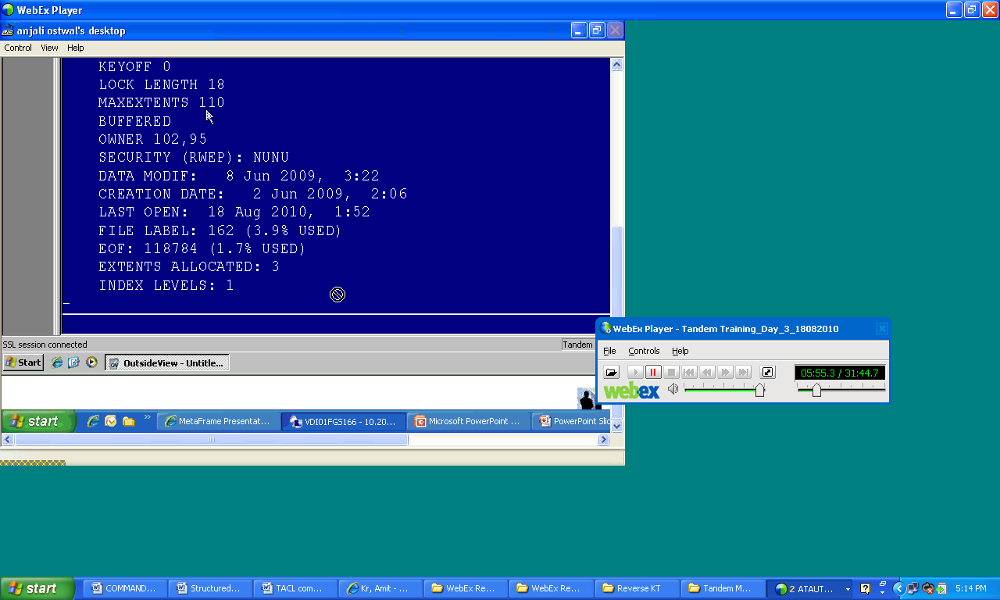 WebEx Player
anjali ostwal's desktop
Control View Help
KEYOFF 0
LOCK LENGTH 18
MAXEXTENTS 110
BUFFERED
OWNER 102,95
SECURITY (RWEP): NUNU
DATA MODIF: 8 Jun 2009, 3:22
CREATION DATE: 2 Jun 2009, 2:06
LAST OPEN: 18 Aug 2010, 1:52
FILE LABEL: 162 (3.9% USED)
EOF: 118784 (1.7% USED)
EXTENTS ALLOCATED: 3
INDEX LEVELS: 1
_
SSL session connected Tandem
Start OutsideView - Untitle...
WebEx Player - Tandem Training_Day_3_18082010
File Controls Help
05:55.3 / 31:44.7
webex
start MetaFrame Presentat... VDI01FG5166 - 10.20... Microsoft PowerPoint ... PowerPoint Slid
start COMMAND... Structured... TACL com... Kr, Amit - ... WebEx Re... WebEx Re... Reverse KT Tandem M... 2 ATAUT... 5:14 PM